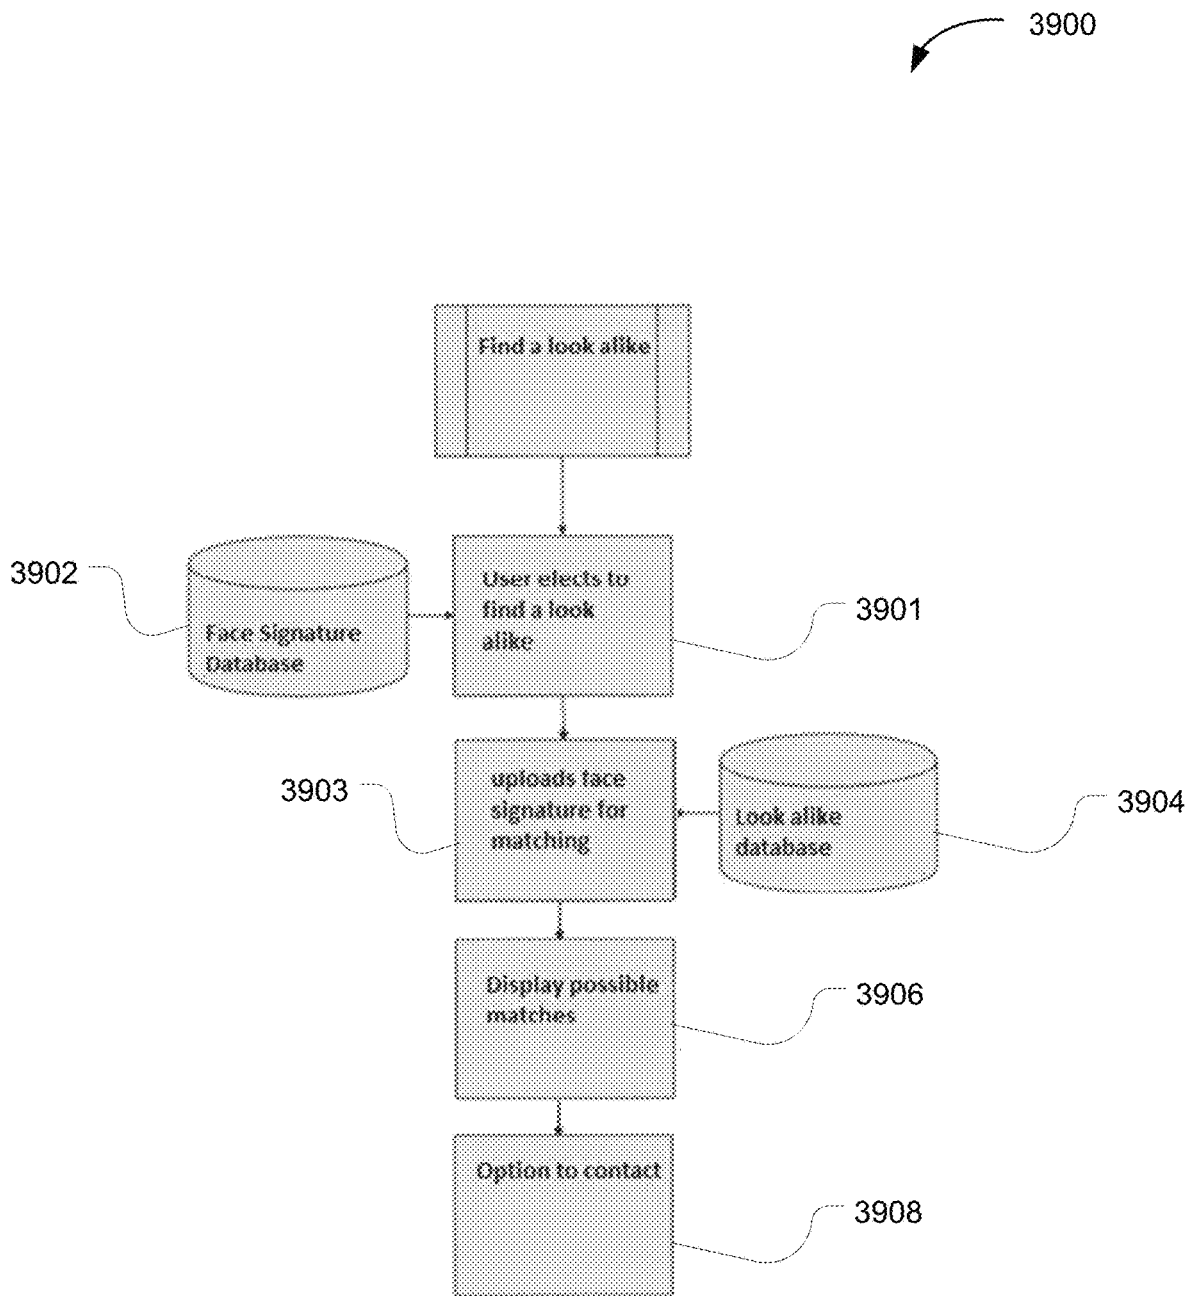 3900
Find a look alike
3902
Face Signature
Database
User elects to
find a look
alike
3901
3903
uploads face
signature for
matching
Look alike
database
3904
Display possible
matches
3906
Option to contact
3908